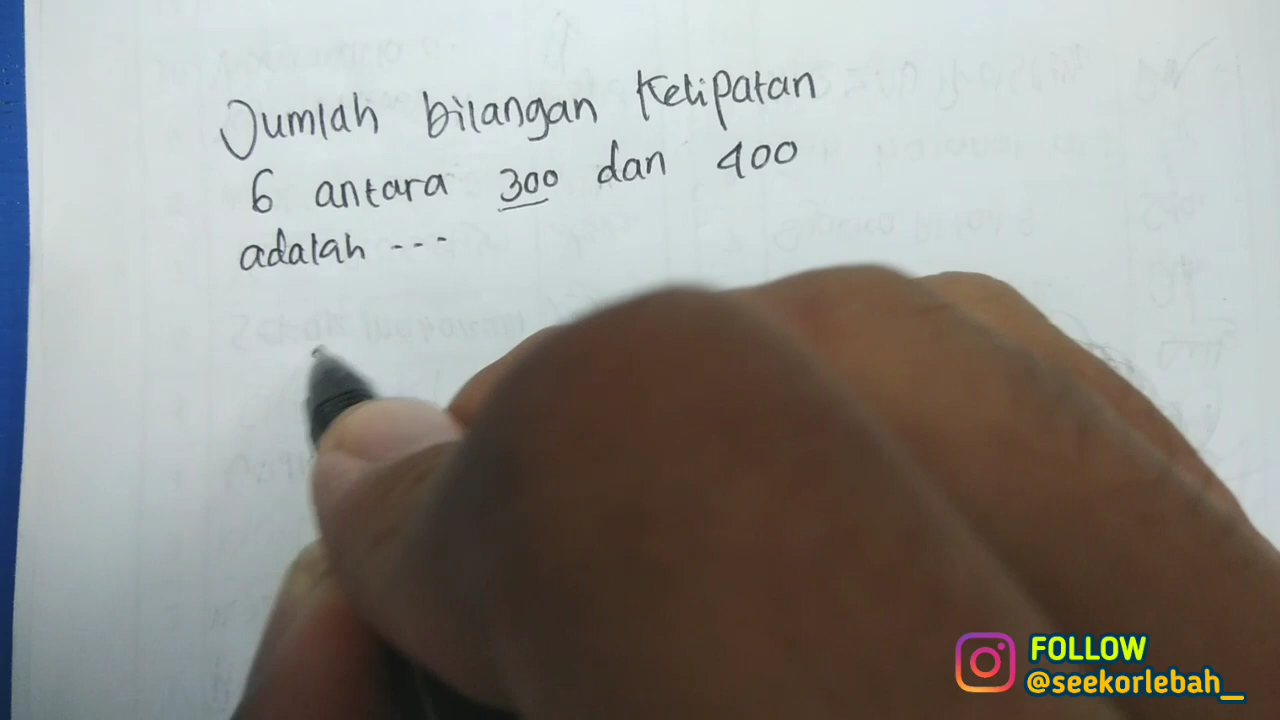 Jumlah bilangan Kelipatan
6 antara 300 dan 400
adalah ---
FOLLOW
@seekorlebah_